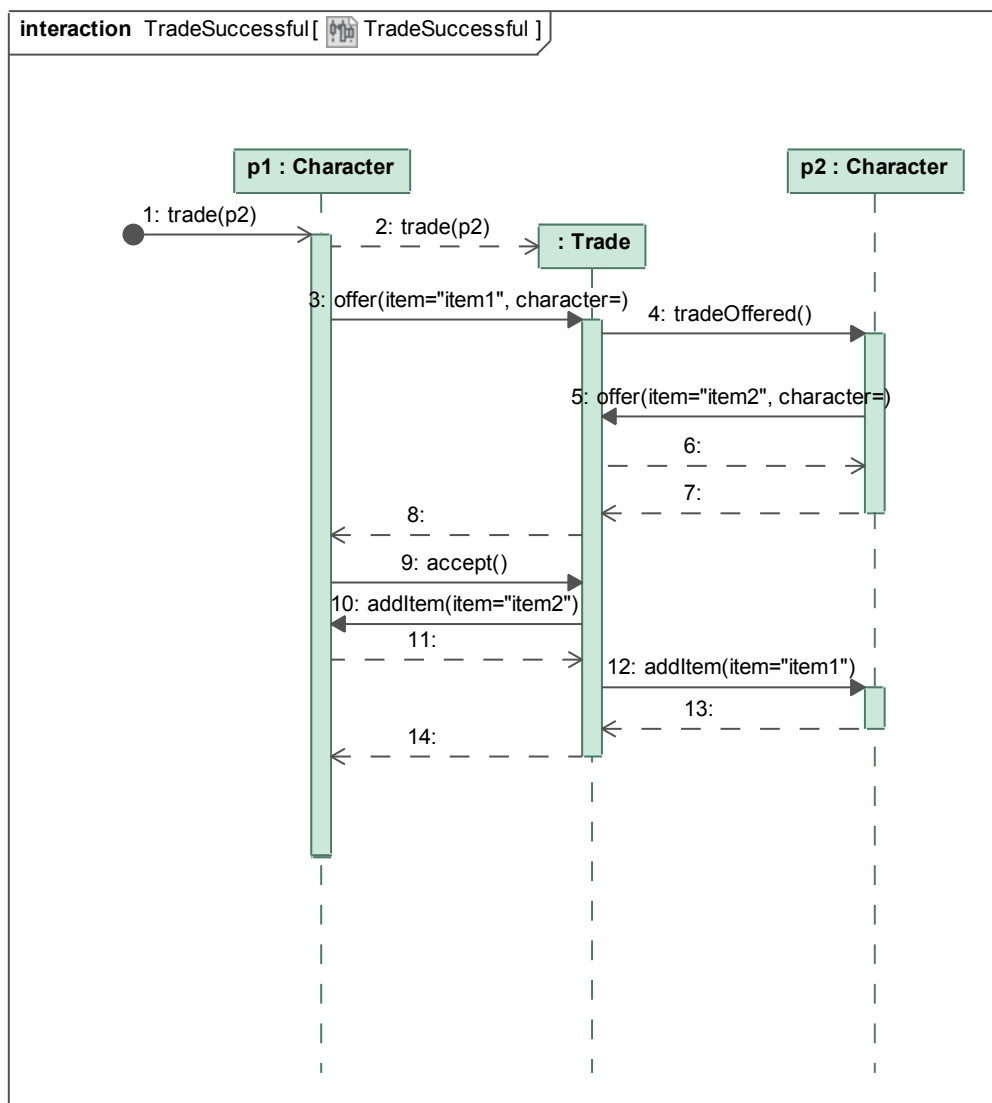 interaction TradeSuccessful[ TradeSuccessful ]
p1 : Character
p2 : Character
1: trade(p2)
2: trade(p2)
: Trade
3: offer(item="item1", character=)
4: tradeOffered()
5: offer(item="item2", character=)
6:
7:
8:
9: accept()
10: addItem(item="item2")
11:
12: addItem(item="item1")
13:
14: